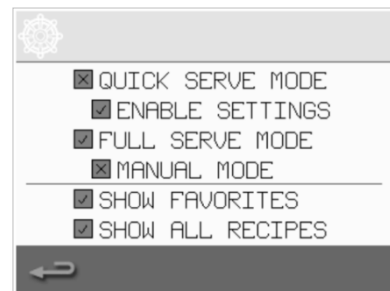 QUICK SERVE MODE
ENABLE SETTINGS
FULL SERVE MODE
MANUAL MODE
SHOW FAVORITES
SHOW ALL RECIPES